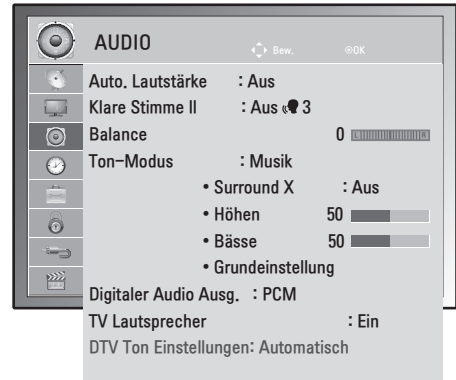 AUDIO
Bew. OK
Auto. Lautstärke : Aus
Klare Stimme II : Aus 3
Balance 0 L R
Ton-Modus : Musik
• Surround X : Aus
• Höhen 50
• Bässe 50
• Grundeinstellung
Digitaler Audio Ausg. : PCM
TV Lautsprecher : Ein
DTV Ton Einstellungen: Automatisch